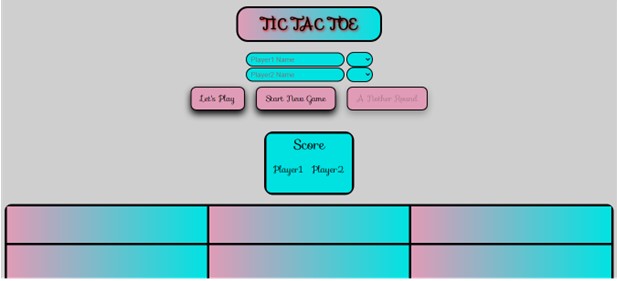 TIC TAC TOE
Player1 Name
Player2 Name
Let's Play Start New Game A Nother Round
Score
Player1 Player2